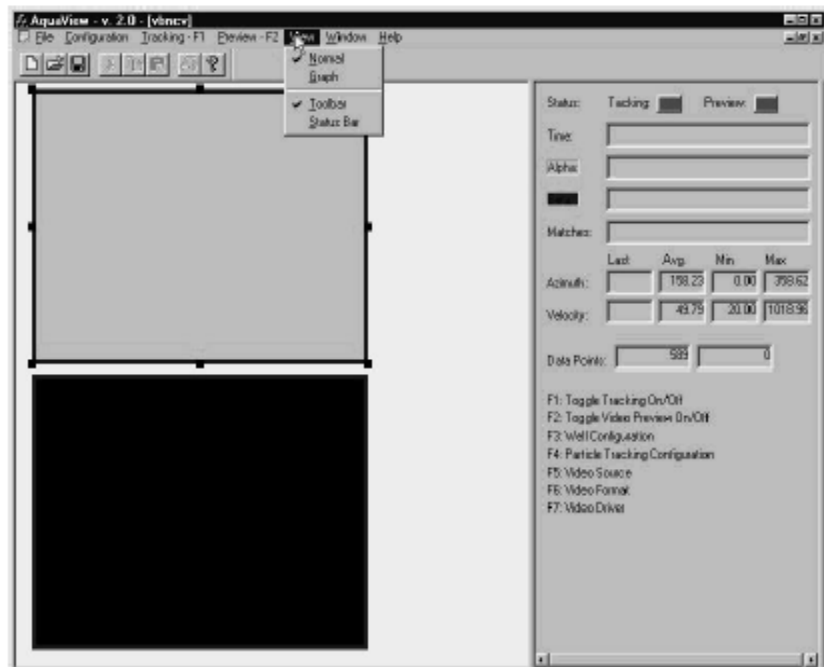 AquaView - v. 2.0 - [vbncv]
File Configuration Tracking - F1 Preview - F2 View Window Help
Normal
Graph
Toolbar
Status Bar
Status: Tracking: Preview:
Time:
Alpha:
Matches:
Last Avg. Min Max
Azimuth: 158.23 0.00 358.62
Velocity: 49.79 20.00 1018.96
Data Points: 589 0
F1: Toggle Tracking On/Off
F2: Toggle Video Preview On/Off
F3: Well Configuration
F4: Particle Tracking Configuration
F5: Video Source
F6: Video Format
F7: Video Driver